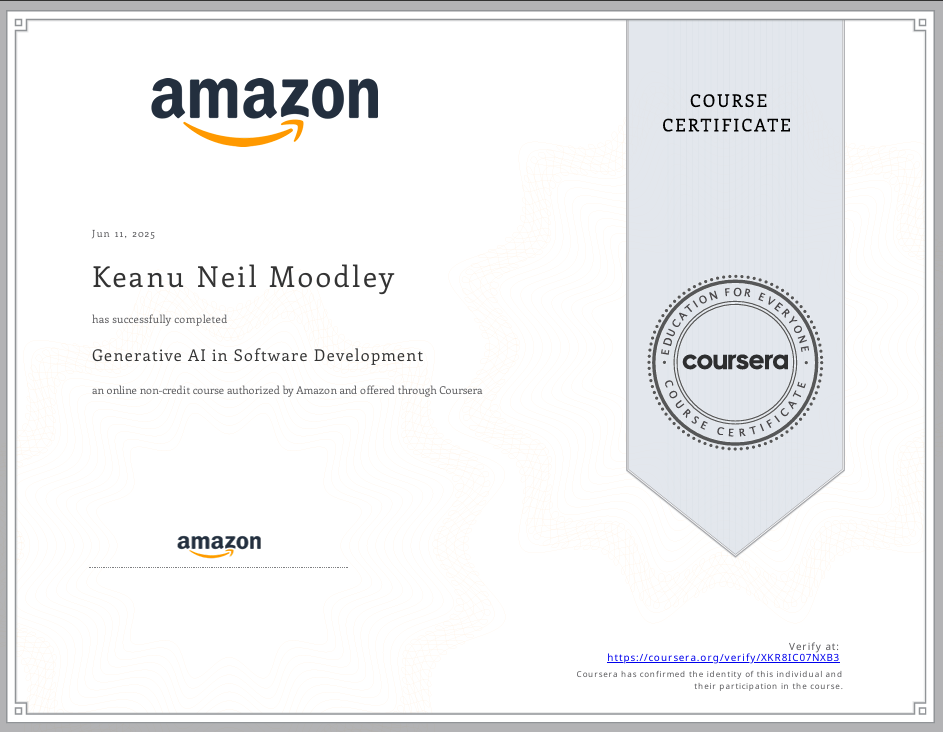 amazon
COURSE
CERTIFICATE
Jun 11, 2025
Keanu Neil Moodley
has successfully completed
Generative AI in Software Development
an online non-credit course authorized by Amazon and offered through Coursera
EDUCATION FOR EVERYONE
coursera
COURSE CERTIFICATE
amazon
Verify at:
https://coursera.org/verify/XKR8IC07NXB3
Coursera has confirmed the identity of this individual and
their participation in the course.